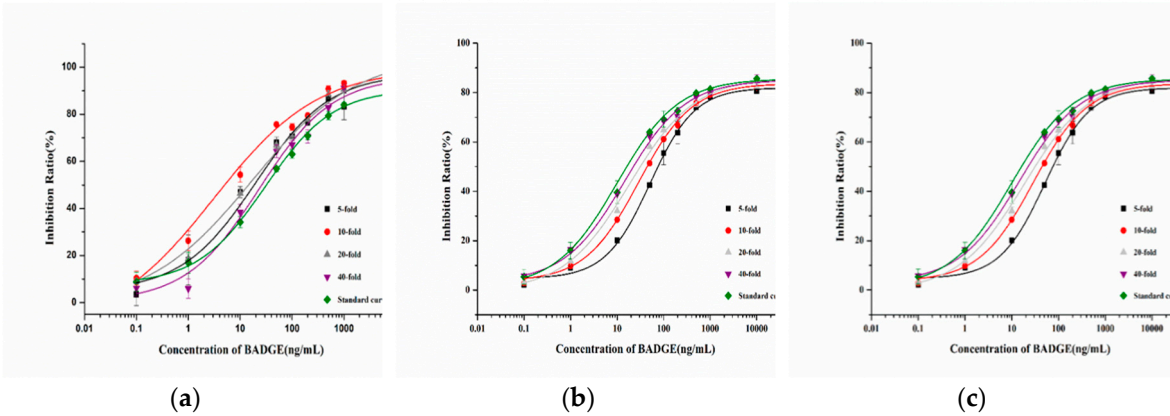 100
80
60
40
20
0
Inhibition Ratio(%)
5-fold
10-fold
20-fold
40-fold
Standard cur
0.01 0.1 1 10 100 1000
Concentration of BADGE(ng/mL)
(a)
100
80
60
40
20
0
Inhibition Ratio(%)
5-fold
10-fold
20-fold
40-fold
Standard cu
0.01 0.1 1 10 100 1000 10000
Concentration of BADGE(ng/mL)
(b)
100
80
60
40
20
0
Inhibition Ratio(%)
5-fold
10-fold
20-fold
40-fold
Standard c
0.01 0.1 1 10 100 1000 10000
Concentration of BADGE(ng/mL)
(c)